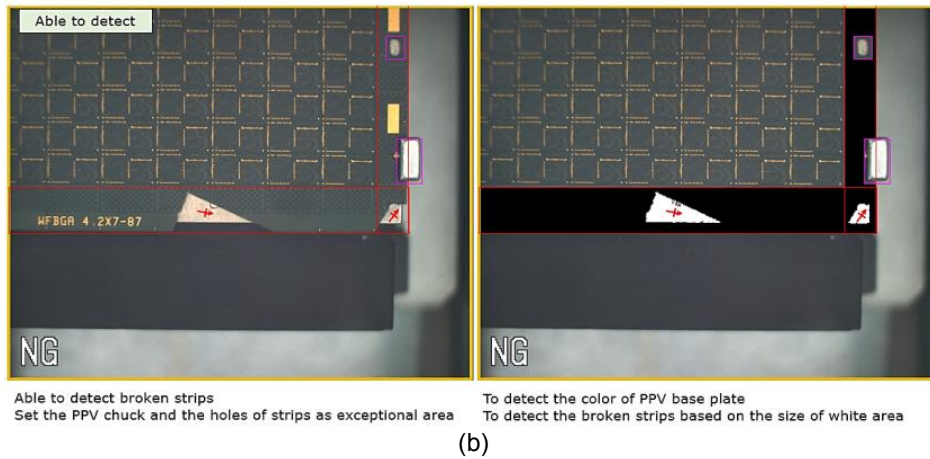 Able to detect
WFBGA 4.2X7-87
NG
NG
Able to detect broken strips
Set the PPV chuck and the holes of strips as exceptional area
To detect the color of PPV base plate
To detect the broken strips based on the size of white area
(b)